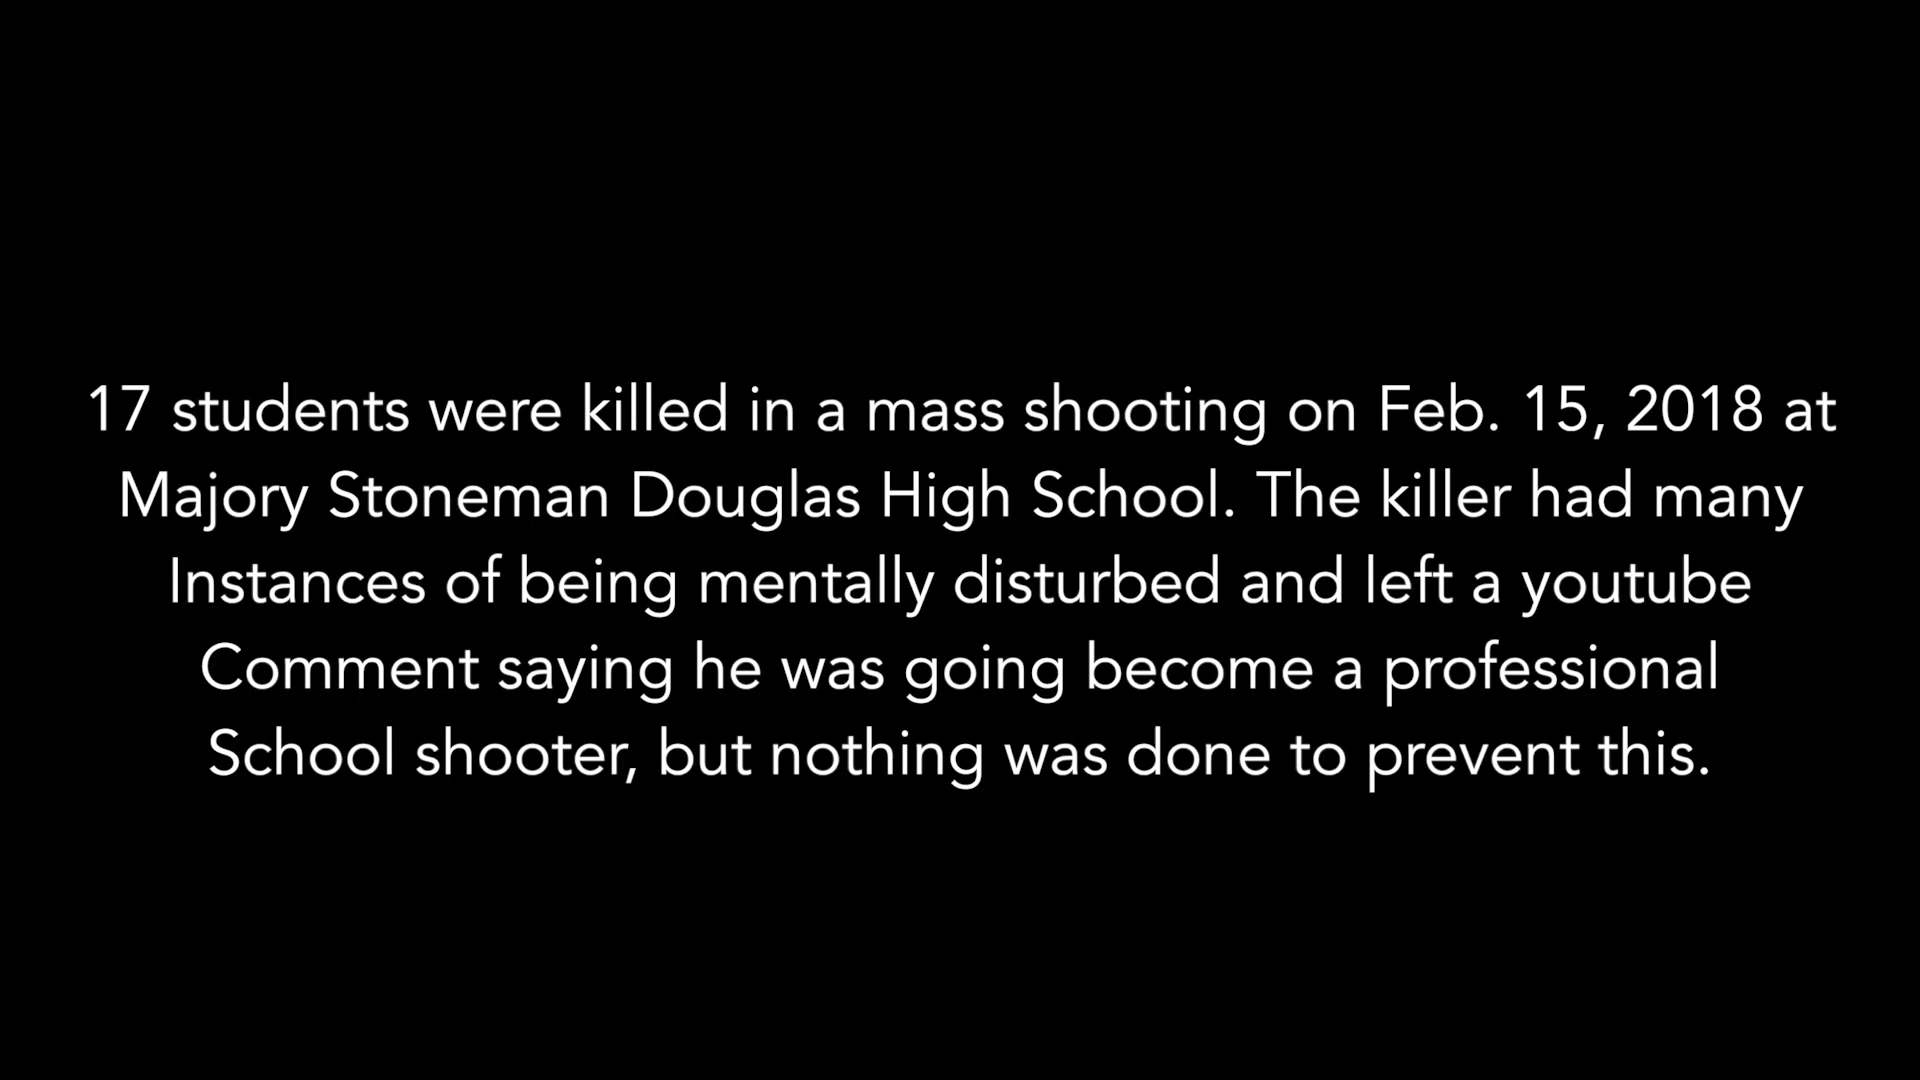 17 students were killed in a mass shooting on Feb. 15, 2018 at
Majory Stoneman Douglas High School. The killer had many
Instances of being mentally disturbed and left a youtube
Comment saying he was going become a professional
School shooter, but nothing was done to prevent this.